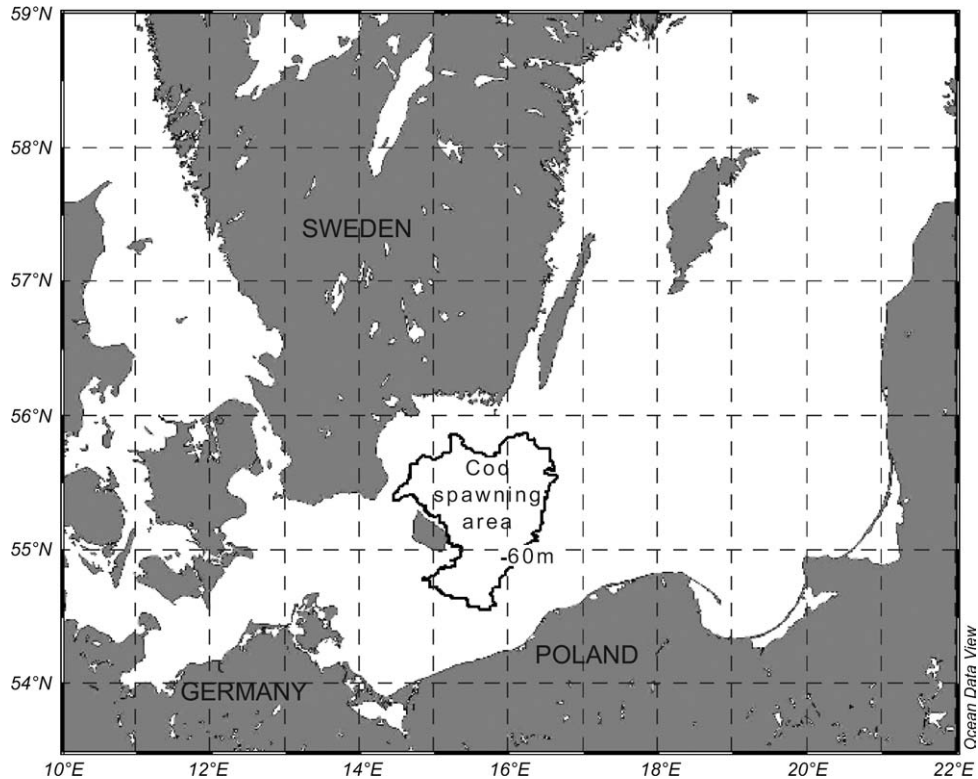 59°N
58°N
57°N
56°N
55°N
54°N
SWEDEN
Cod
spawning
area
-60m
POLAND
GERMANY
10°E 12°E 14°E 16°E 18°E 20°E 22°E
Ocean Data View